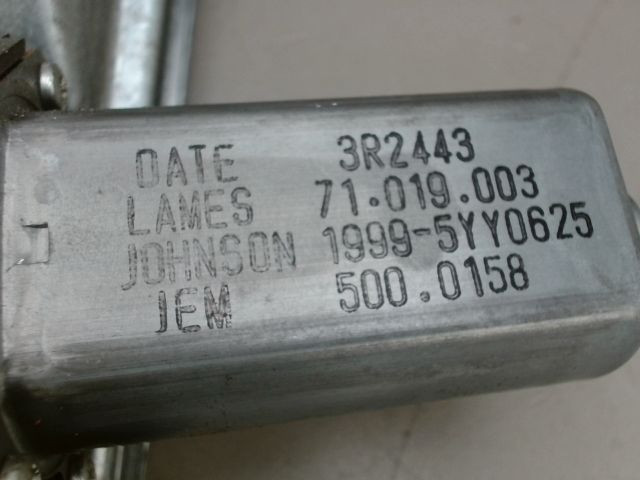 DATE 3R2443
LAMES 71.019.003
JOHNSON 1999-5YY0625
JEM 500.0158